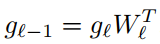 g_{ℓ−1} = g_ℓ W_ℓ^T